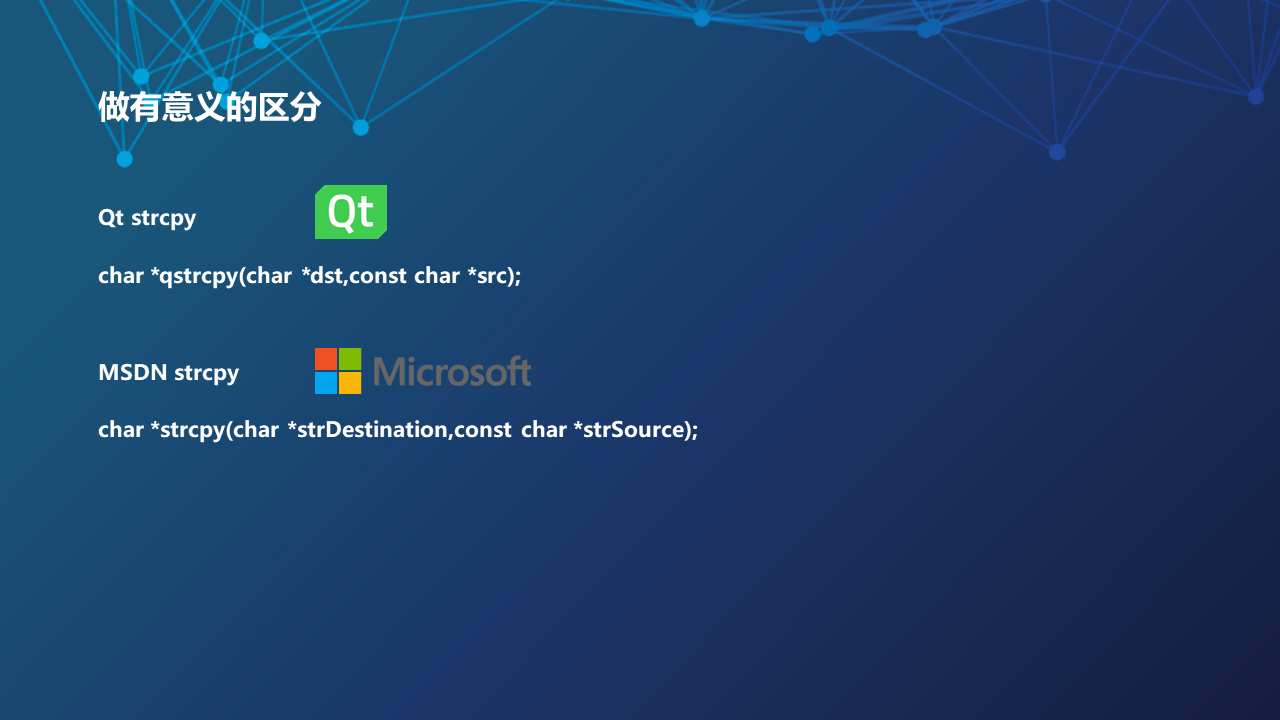 做有意义的区分
Qt strcpy
Qt
char *qstrcpy(char *dst,const char *src);
MSDN strcpy
Microsoft
char *strcpy(char *strDestination,const char *strSource);